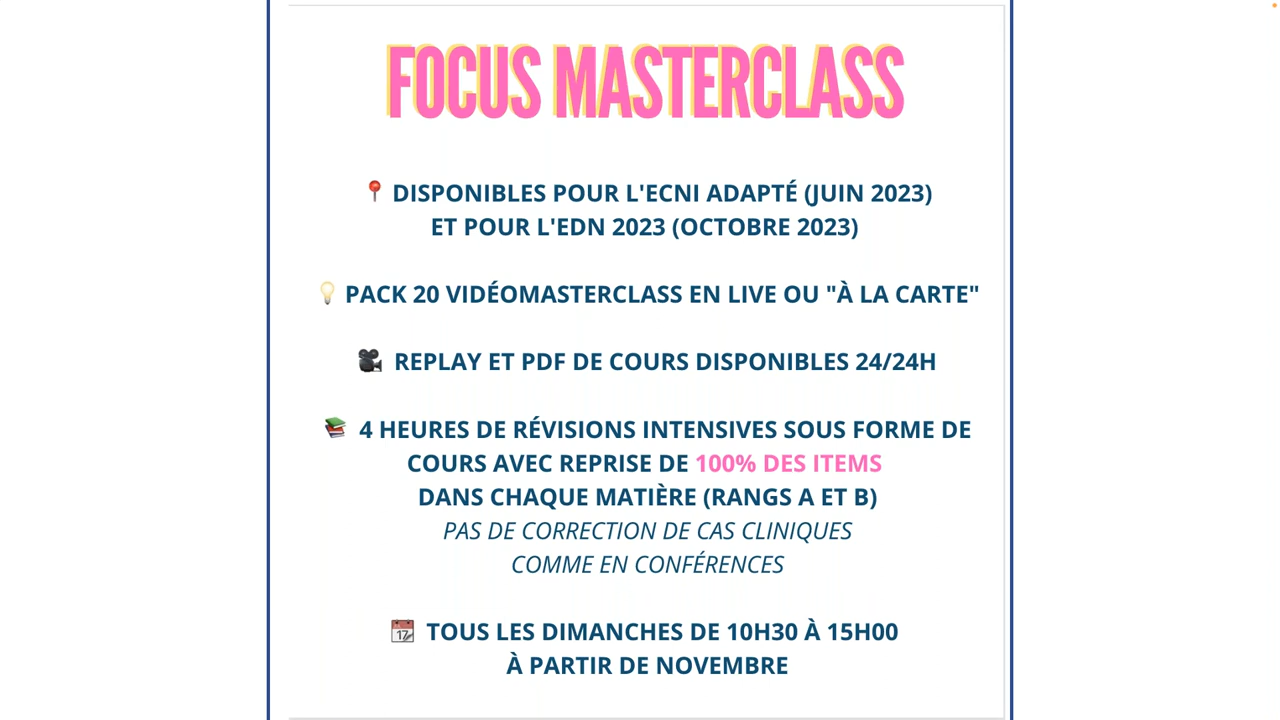 FOCUS MASTERCLASS
📍 DISPONIBLES POUR L'ECNI ADAPTÉ (JUIN 2023)
ET POUR L'EDN 2023 (OCTOBRE 2023)
💡 PACK 20 VIDÉOMASTERCLASS EN LIVE OU "À LA CARTE"
🎥 REPLAY ET PDF DE COURS DISPONIBLES 24/24H
📚 4 HEURES DE RÉVISIONS INTENSIVES SOUS FORME DE
COURS AVEC REPRISE DE 100% DES ITEMS
DANS CHAQUE MATIÈRE (RANGS A ET B)
PAS DE CORRECTION DE CAS CLINIQUES
COMME EN CONFÉRENCES
📆 TOUS LES DIMANCHES DE 10H30 À 15H00
À PARTIR DE NOVEMBRE